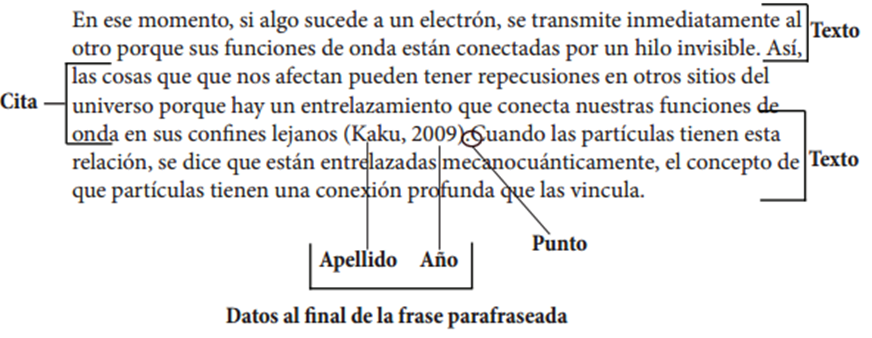 En ese momento, si algo sucede a un electrón, se transmite inmediatamente al
otro porque sus funciones de onda están conectadas por un hilo invisible. Así,
las cosas que que nos afectan pueden tener repecusiones en otros sitios del
universo porque hay un entrelazamiento que conecta nuestras funciones de
onda en sus confines lejanos (Kaku, 2009). Cuando las partículas tienen esta
relación, se dice que están entrelazadas mecanocuánticamente, el concepto de
que partículas tienen una conexión profunda que las vincula.
Texto
Cita
Texto
Punto
Apellido Año
Datos al final de la frase parafraseada